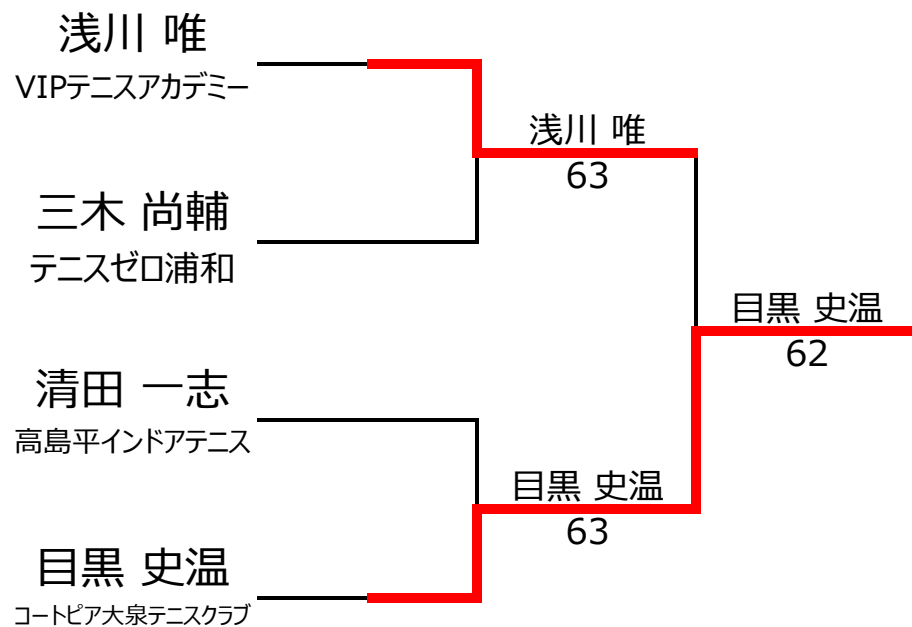 浅川 唯
VIPテニスアカデミー
浅川 唯
63
三木 尚輔
テニスゼロ浦和
目黒 史温
62
清田 一志
高島平インドアテニス
目黒 史温
63
目黒 史温
コートピア大泉テニスクラブ